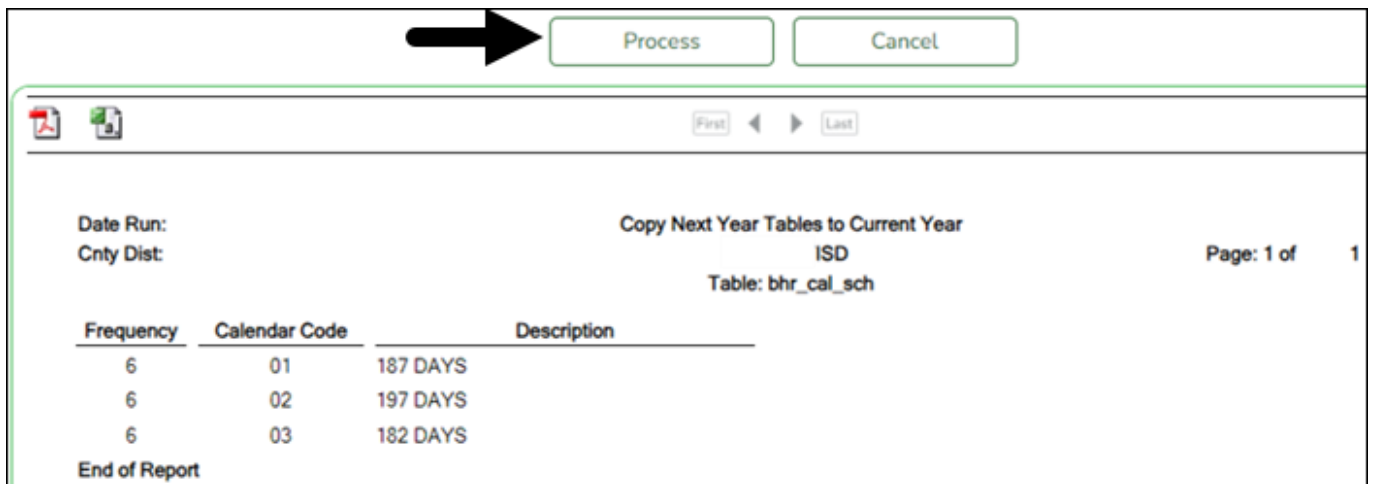 Process Cancel
First Last
Date Run: Copy Next Year Tables to Current Year
Cnty Dist: ISD Page: 1 of 1
Table: bhr_cal_sch
Frequency Calendar Code Description
6 01 187 DAYS
6 02 197 DAYS
6 03 182 DAYS
End of Report